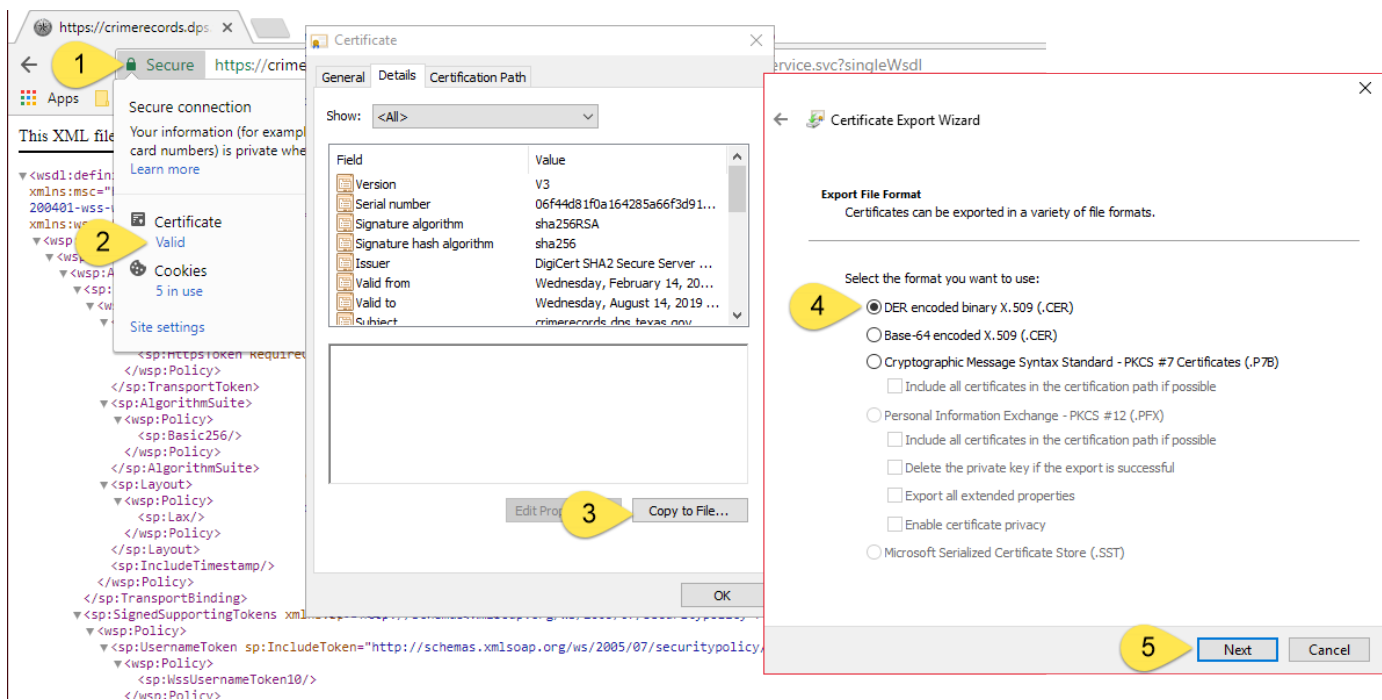 https://crimerecords.dps
1
Secure
https://crime
ervice.svc?singleWsdl
Apps
Secure connection
Your information (for exampl
card numbers) is private whe
Learn more
Certificate
2
Valid
Cookies
5 in use
Site settings
This XML file
▼<wsdl:defin
xmlns:msc="
200401-wss-
xmlns:ws
▼<wsp
▼<ws
▼<wsp:A
▼<sp:
▼<w
<sp:HttpsToken Require
</wsp:Policy>
</sp:TransportToken>
▼<sp:AlgorithmSuite>
▼<wsp:Policy>
<sp:Basic256/>
</wsp:Policy>
</sp:AlgorithmSuite>
▼<sp:Layout>
▼<wsp:Policy>
<sp:Lax/>
</wsp:Policy>
</sp:Layout>
<sp:IncludeTimestamp/>
</wsp:Policy>
</sp:TransportBinding>
▼<sp:SignedSupportingTokens
▼<wsp:Policy>
▼<sp:UsernameToken sp:IncludeToken="http://schemas.xmlsoap.org/ws/2005/07/securitypolicy/
▼<wsp:Policy>
<sp:WssUsernameToken10/>
</wsp:Policy>
Certificate
General Details Certification Path
Show: <All>
Field Value
Version V3
Serial number 06f44d81f0a164285a66f3d91...
Signature algorithm sha256RSA
Signature hash algorithm sha256
Issuer DigiCert SHA2 Secure Server ...
Valid from Wednesday, February 14, 20...
Valid to Wednesday, August 14, 2019 ...
Subject crimerecords.dps.texas.gov
Edit Prop
3
Copy to File...
OK
Certificate Export Wizard
Export File Format
Certificates can be exported in a variety of file formats.
Select the format you want to use:
4
DER encoded binary X.509 (.CER)
Base-64 encoded X.509 (.CER)
Cryptographic Message Syntax Standard - PKCS #7 Certificates (.P7B)
Include all certificates in the certification path if possible
Personal Information Exchange - PKCS #12 (.PFX)
Include all certificates in the certification path if possible
Delete the private key if the export is successful
Export all extended properties
Enable certificate privacy
Microsoft Serialized Certificate Store (.SST)
5
Next
Cancel